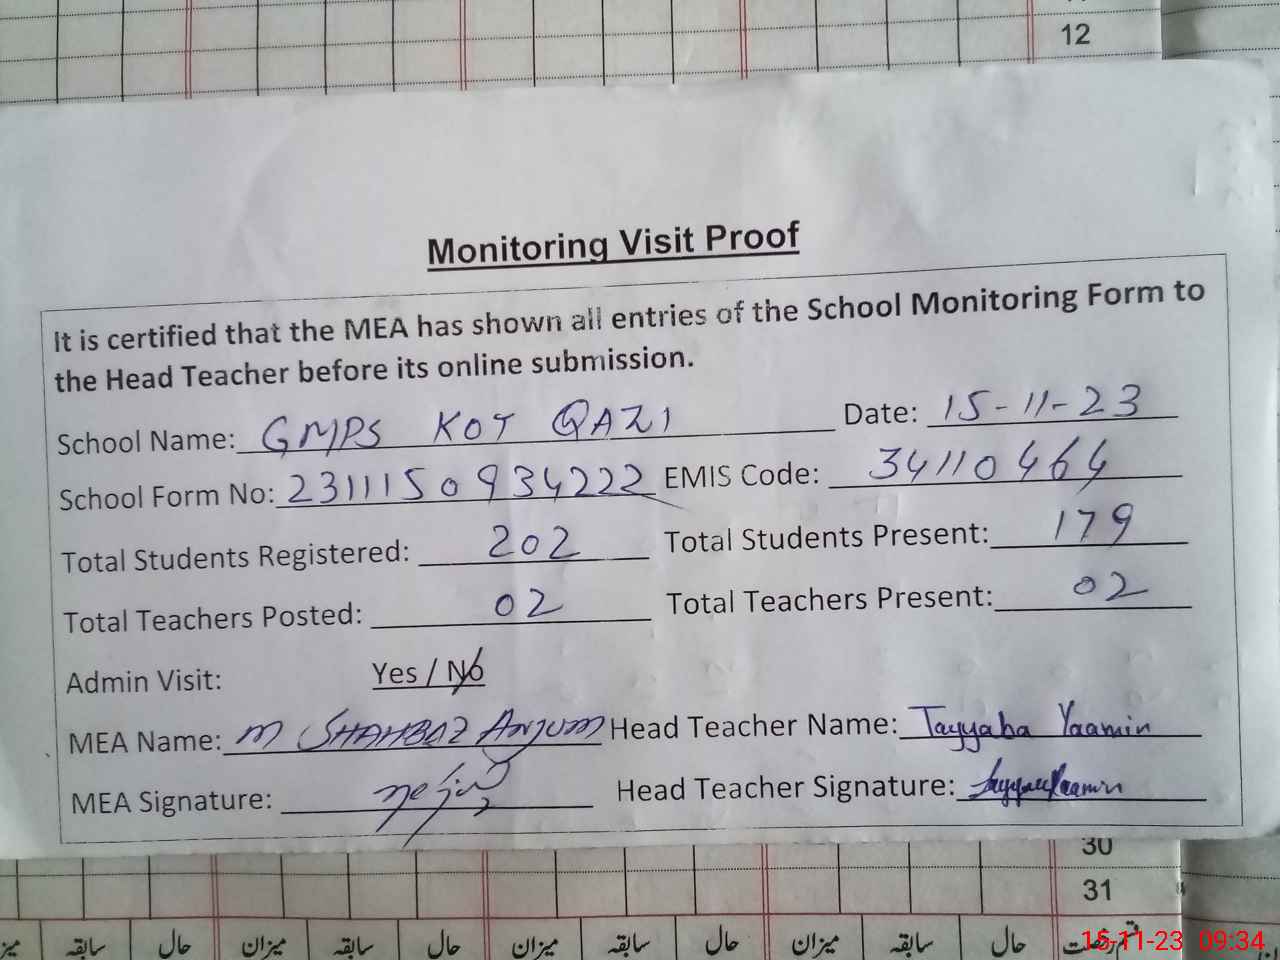 12
Monitoring Visit Proof
It is certified that the MEA has shown all entries of the School Monitoring Form to
the Head Teacher before its online submission.
School Name: GMPS KOT QAZI Date: 15-11-23
School Form No: 2311150934222 EMIS Code: 34110464
Total Students Registered: 202 Total Students Present: 179
Total Teachers Posted: 02 Total Teachers Present: 02
Admin Visit: Yes / No
MEA Name: M SHAHBAZ ANJUM Head Teacher Name: Tayyaba Yaamin
MEA Signature: Head Teacher Signature:
30
31
سابقہ حال میزان سابقہ حال میزان سابقہ حال میزان سابقہ حال
15-11-23 09:34